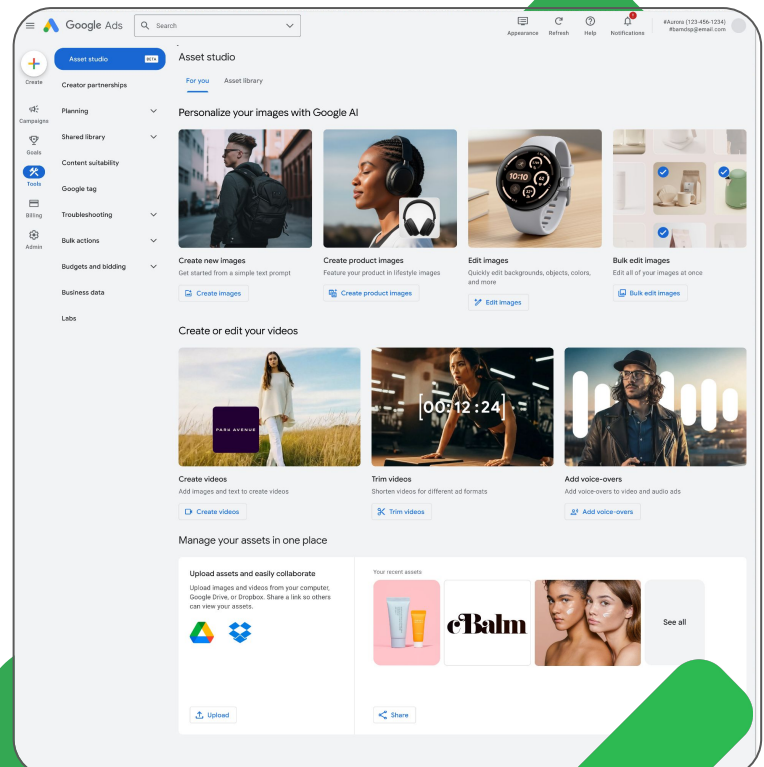 Google Ads
Search
Appearance
Refresh
Help
Notifications
#Aurora (123-456-1234)
#bamdsp@email.com
Create
Campaigns
Goals
Tools
Billing
Admin
Asset studio BETA
Creator partnerships
Planning
Shared library
Content suitability
Google tag
Troubleshooting
Bulk actions
Budgets and bidding
Business data
Labs
Asset studio
For you
Asset library
Personalize your images with Google AI
10:10
Create new images
Get started from a simple text prompt
Create images
Create product images
Feature your product in lifestyle images
Create product images
Edit images
Quickly edit backgrounds, objects, colors,
and more
Edit images
Bulk edit images
Edit all of your images at once
Bulk edit images
Create or edit your videos
PARK AVENUE
[00:12:24]
Create videos
Add images and text to create videos
Create videos
Trim videos
Shorten videos for different ad formats
Trim videos
Add voice-overs
Add voice-overs to video and audio ads
Add voice-overs
Manage your assets in one place
Upload assets and easily collaborate
Upload images and videos from your computer,
Google Drive, or Dropbox. Share a link so others
can view your assets.
Upload
Your recent assets
cBalm
See all
Share